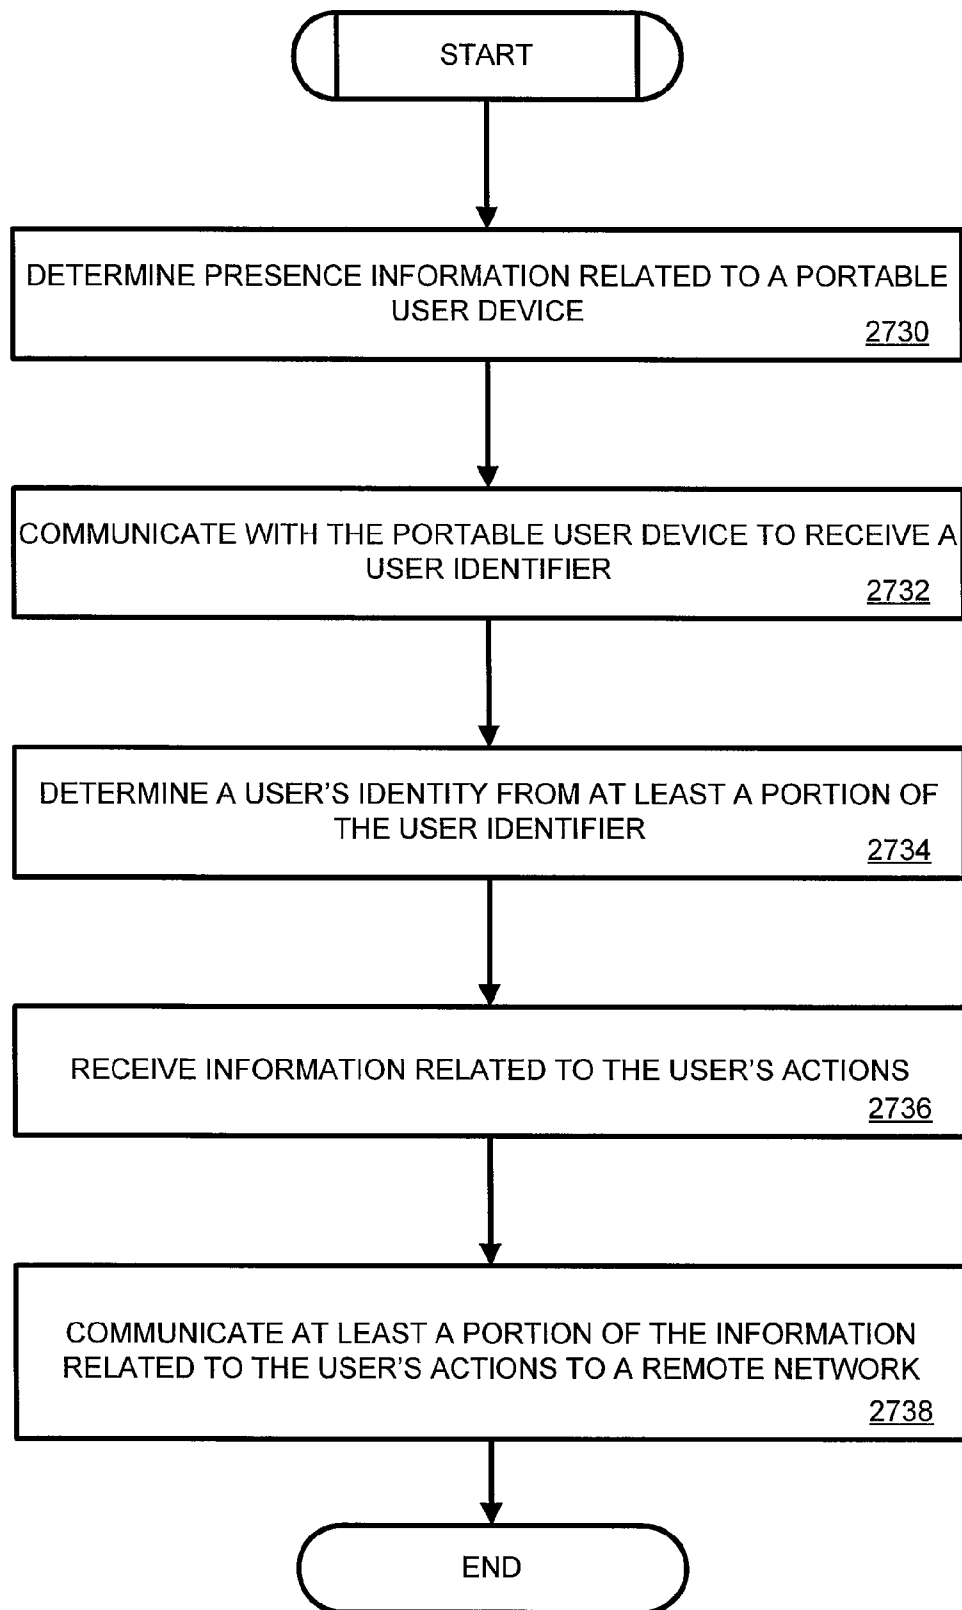 START
DETERMINE PRESENCE INFORMATION RELATED TO A PORTABLE
USER DEVICE
2730
COMMUNICATE WITH THE PORTABLE USER DEVICE TO RECEIVE A
USER IDENTIFIER
2732
DETERMINE A USER'S IDENTITY FROM AT LEAST A PORTION OF
THE USER IDENTIFIER
2734
RECEIVE INFORMATION RELATED TO THE USER'S ACTIONS
2736
COMMUNICATE AT LEAST A PORTION OF THE INFORMATION
RELATED TO THE USER'S ACTIONS TO A REMOTE NETWORK
2738
END